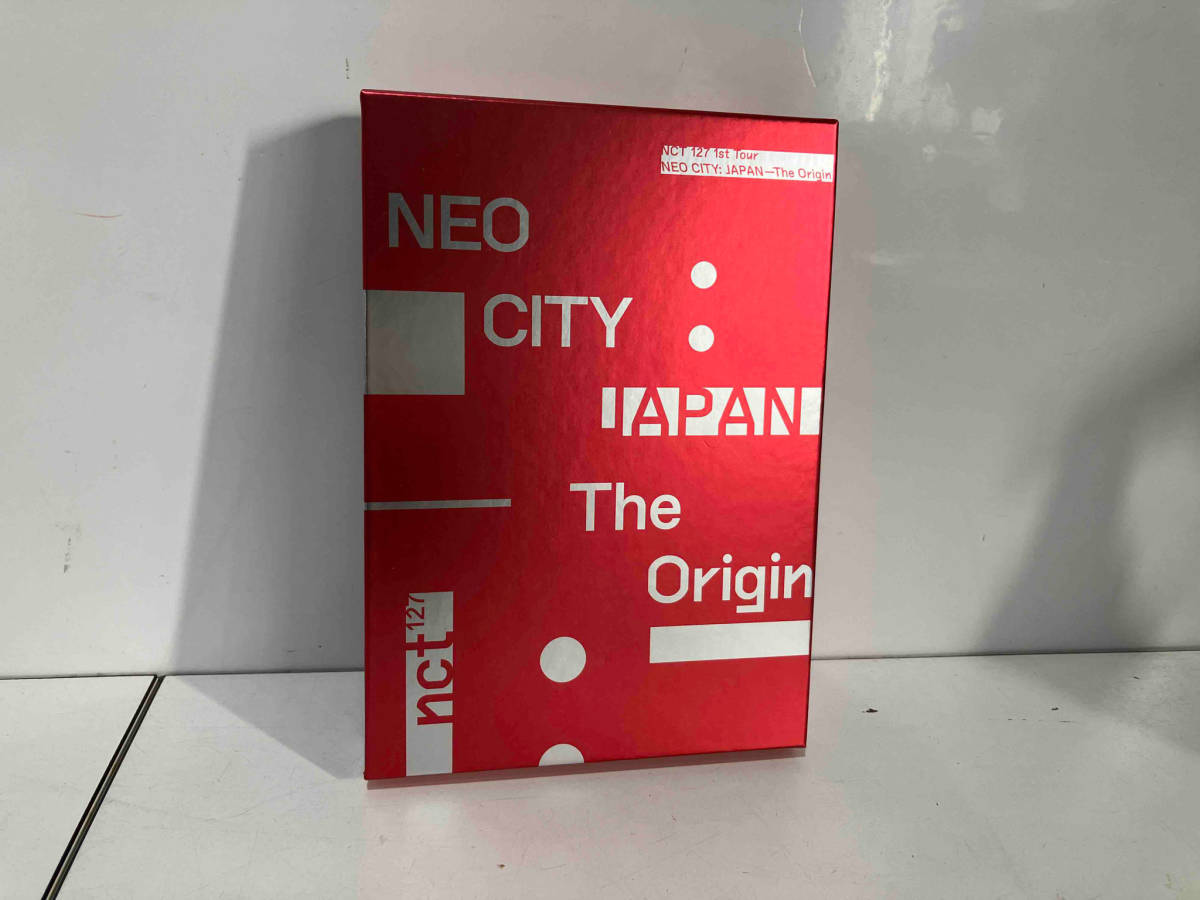 NCT 127 1st Tour
NEO CITY: JAPAN—The Origin
NEO
CITY :
JAPAN
The
Origin
nct 127